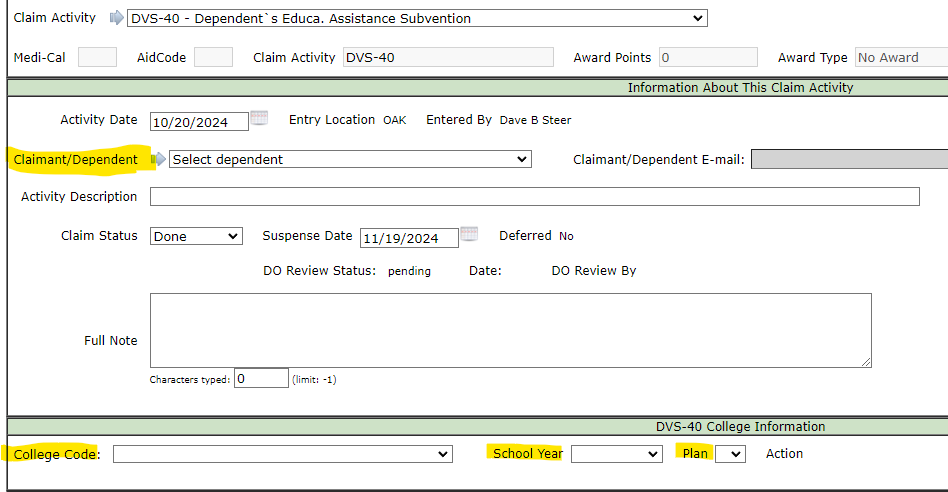 Claim Activity DVS-40 - Dependent`s Educa. Assistance Subvention
Medi-Cal AidCode Claim Activity DVS-40 Award Points 0 Award Type No Award
Information About This Claim Activity
Activity Date 10/20/2024 Entry Location OAK Entered By Dave B Steer
Claimant/Dependent Select dependent Claimant/Dependent E-mail:
Activity Description
Claim Status Done Suspense Date 11/19/2024 Deferred No
DO Review Status: pending Date: DO Review By
Full Note
Characters typed: 0 (limit: -1)
DVS-40 College Information
College Code: School Year Plan Action